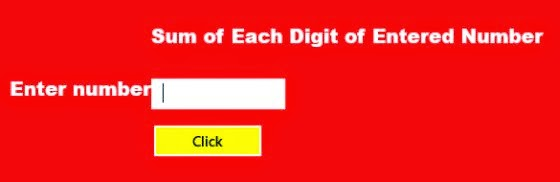 Sum of Each Digit of Entered Number
Enter number
Click